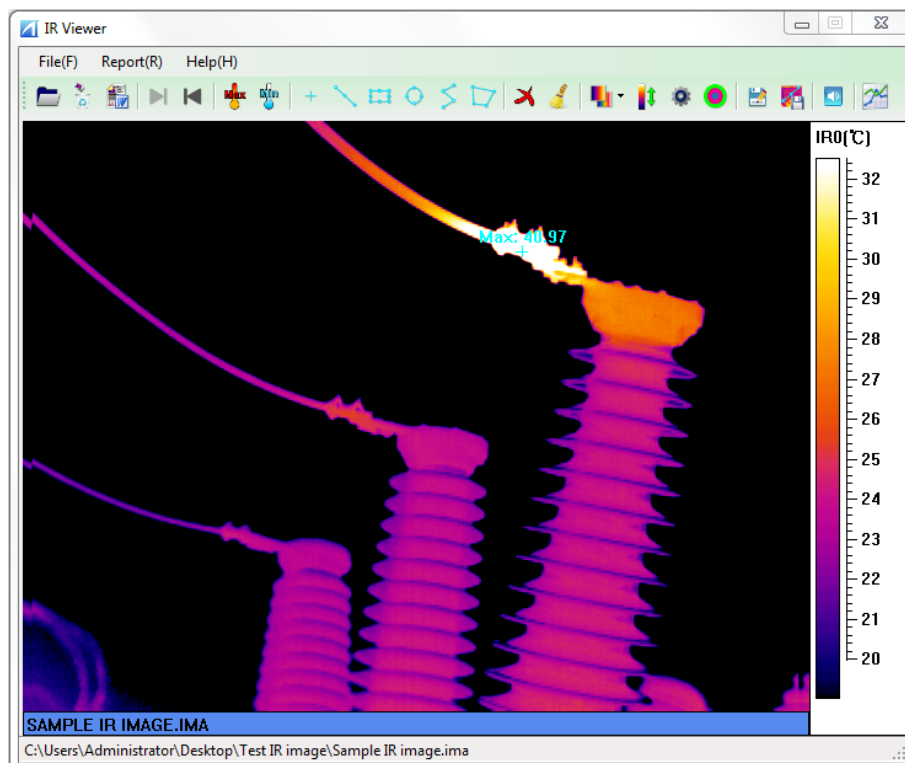 IR Viewer
File(F) Report(R) Help(H)
Max Min
IR0(℃)
32
31
30
29
28
27
26
25
24
23
22
21
20
Max: 40.97
SAMPLE IR IMAGE.IMA
C:\Users\Administrator\Desktop\Test IR image\Sample IR image.ima